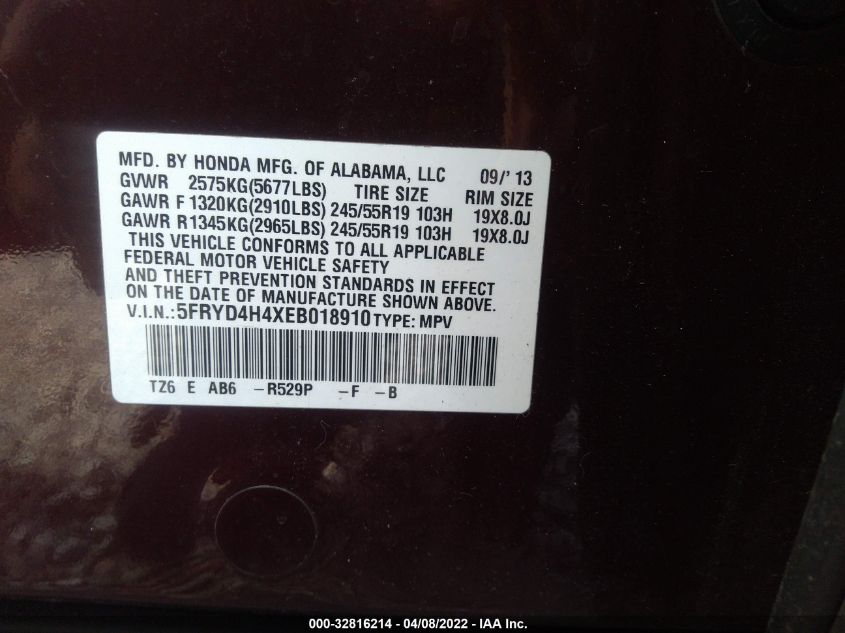 MFD. BY HONDA MFG. OF ALABAMA, LLC 09/' 13
GVWR 2575KG(5677LBS) TIRE SIZE RIM SIZE
GAWR F 1320KG(2910LBS) 245/55R19 103H 19X8.0J
GAWR R1345KG(2965LBS) 245/55R19 103H 19X8.0J
THIS VEHICLE CONFORMS TO ALL APPLICABLE
FEDERAL MOTOR VEHICLE SAFETY
AND THEFT PREVENTION STANDARDS IN EFFECT
ON THE DATE OF MANUFACTURE SHOWN ABOVE.
V.I.N.:5FRYD4H4XEB018910 TYPE: MPV
TZ6 E AB6 -R529P -F -B
000-32816214 - 04/08/2022 - IAA Inc.